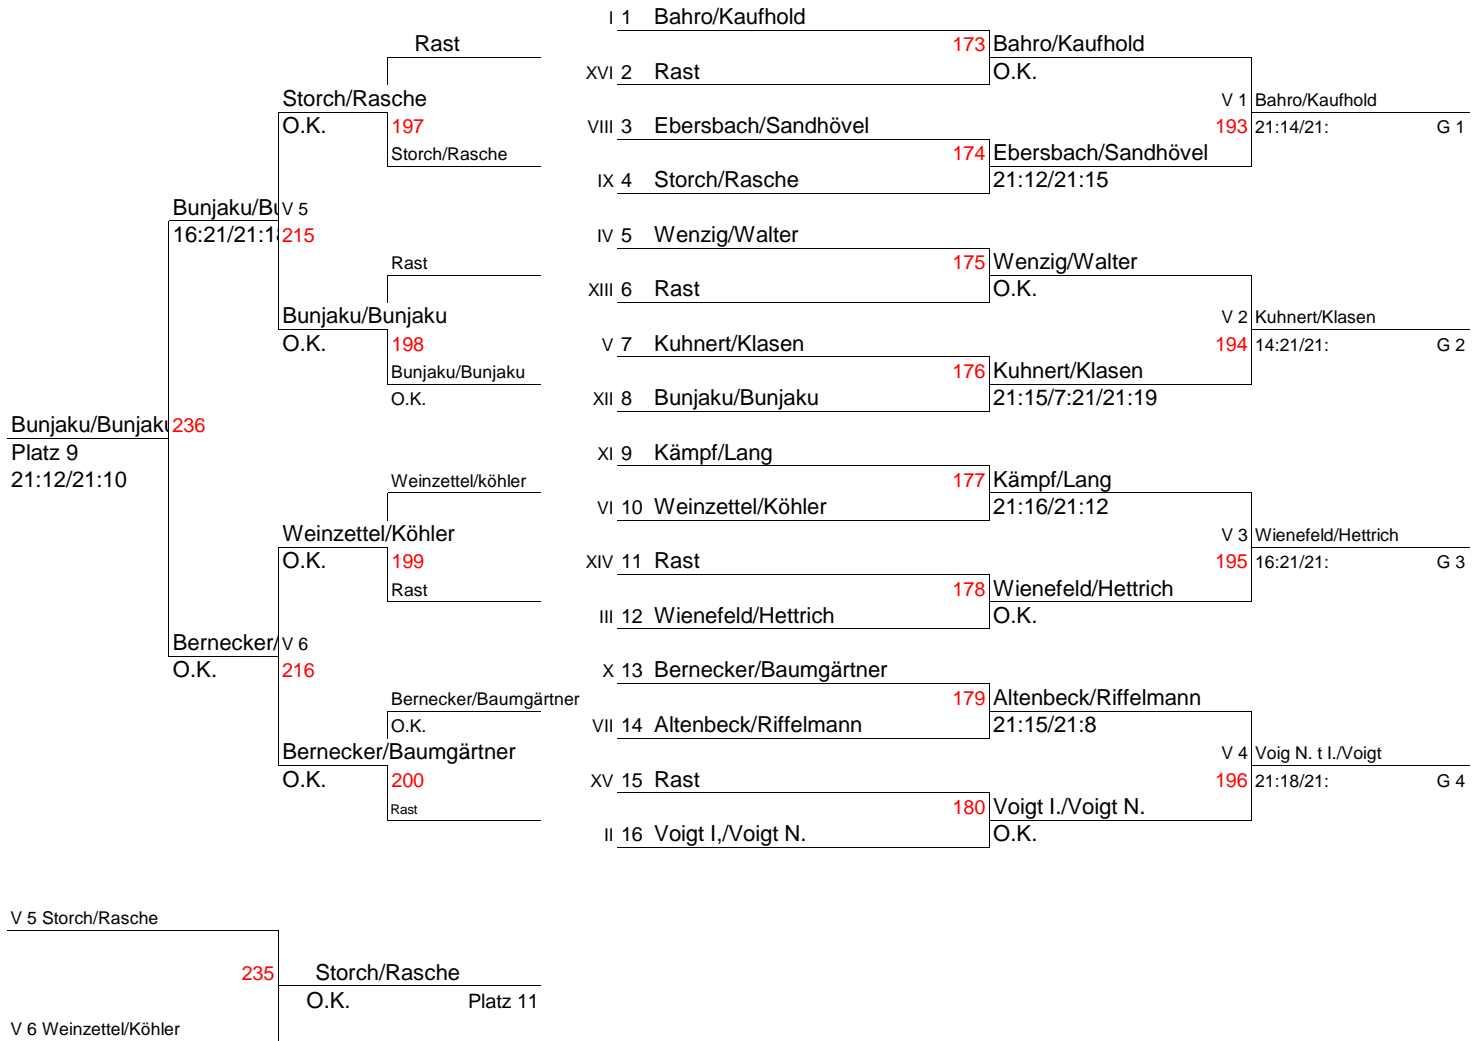 I 1 Bahro/Kaufhold
Rast 173 Bahro/Kaufhold
XVI 2 Rast O.K.
Storch/Rasche V 1 Bahro/Kaufhold
O.K. 197 VIII 3 Ebersbach/Sandhövel 193 21:14/21: G 1
Storch/Rasche 174 Ebersbach/Sandhövel
IX 4 Storch/Rasche 21:12/21:15
Bunjaku/Bu V 5
16:21/21:18 215 IV 5 Wenzig/Walter
Rast 175 Wenzig/Walter
XIII 6 Rast O.K.
Bunjaku/Bunjaku V 2 Kuhnert/Klasen
O.K. 198 V 7 Kuhnert/Klasen 194 14:21/21: G 2
Bunjaku/Bunjaku 176 Kuhnert/Klasen
O.K. XII 8 Bunjaku/Bunjaku 21:15/7:21/21:19
Bunjaku/Bunjaku 236
Platz 9 XI 9 Kämpf/Lang
21:12/21:10 Weinzettel/köhler 177 Kämpf/Lang
VI 10 Weinzettel/Köhler 21:16/21:12
Weinzettel/Köhler V 3 Wienefeld/Hettrich
O.K. 199 XIV 11 Rast 195 16:21/21: G 3
Rast 178 Wienefeld/Hettrich
III 12 Wienefeld/Hettrich O.K.
Bernecker/ V 6
O.K. 216 X 13 Bernecker/Baumgärtner
Bernecker/Baumgärtner 179 Altenbeck/Riffelmann
O.K. VII 14 Altenbeck/Riffelmann 21:15/21:8
Bernecker/Baumgärtner V 4 Voig N. t I./Voigt
O.K. 200 XV 15 Rast 196 21:18/21: G 4
Rast 180 Voigt I./Voigt N.
II 16 Voigt I,/Voigt N. O.K.
V 5 Storch/Rasche
235 Storch/Rasche
O.K. Platz 11
V 6 Weinzettel/Köhler